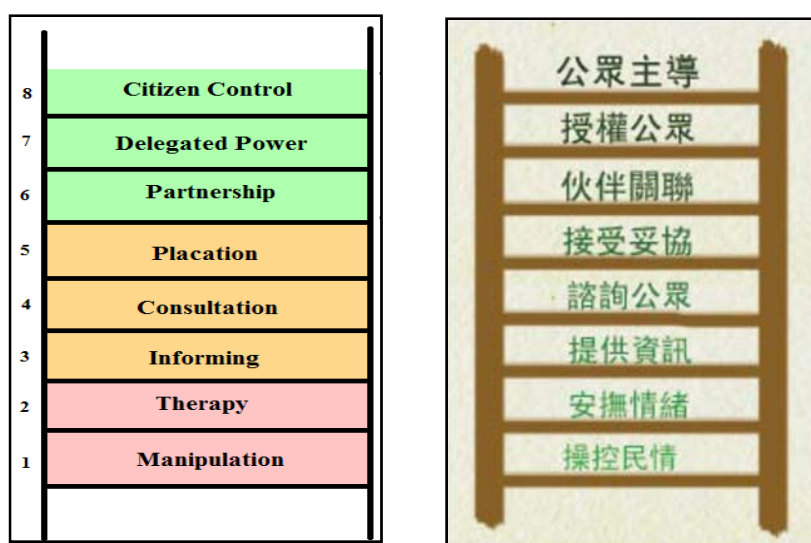 8 Citizen Control
7 Delegated Power
6 Partnership
5 Placation
4 Consultation
3 Informing
2 Therapy
1 Manipulation
公眾主導
授權公眾
伙伴關聯
接受妥協
諮詢公眾
提供資訊
安撫情緒
操控民情